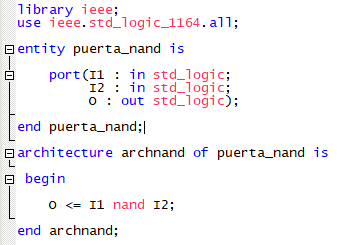 library ieee;
use ieee.std_logic_1164.all;
entity puerta_nand is
port(I1 : in std_logic;
I2 : in std_logic;
O : out std_logic);
end puerta_nand;
architecture archnand of puerta_nand is
begin
O <= I1 nand I2;
end archnand;